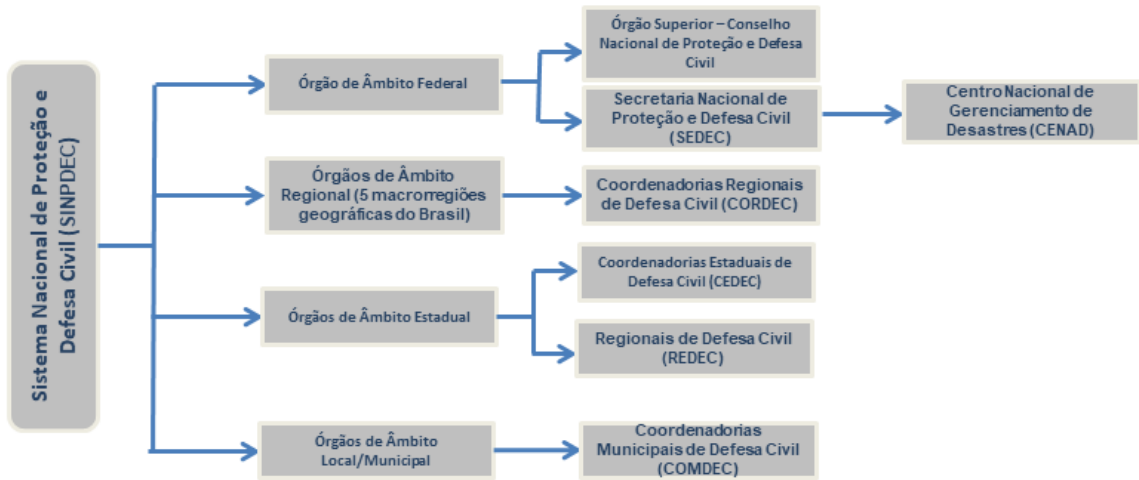 Sistema Nacional de Proteção e
Defesa Civil (SINPDEC)
Órgão de Âmbito Federal
Órgão Superior – Conselho
Nacional de Proteção e Defesa
Civil
Secretaria Nacional de
Proteção e Defesa Civil
(SEDEC)
Centro Nacional de
Gerenciamento de
Desastres (CENAD)
Órgãos de Âmbito
Regional (5 macrorregiões
geográficas do Brasil)
Coordenadorias Regionais
de Defesa Civil (CORDEC)
Órgãos de Âmbito Estadual
Coordenadorias Estaduais de
Defesa Civil (CEDEC)
Regionais de Defesa Civil
(REDEC)
Órgãos de Âmbito
Local/Municipal
Coordenadorias
Municipais de Defesa Civil
(COMDEC)